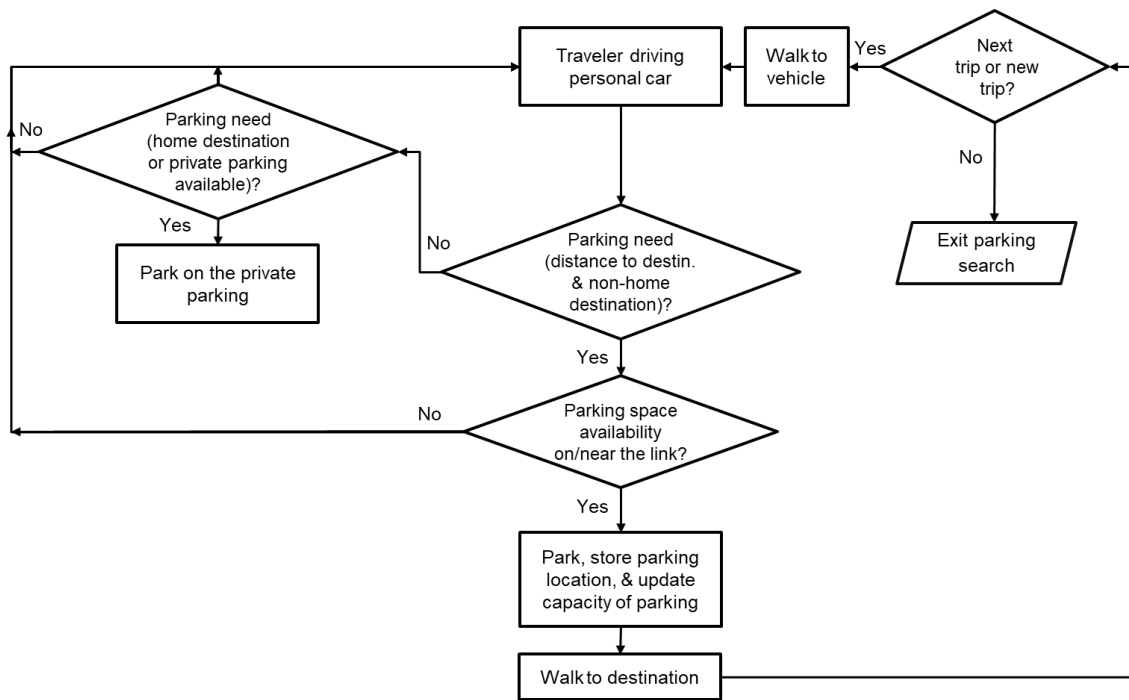 Traveler driving
personal car
Walk to
vehicle
Yes
Next
trip or new
trip?
No
Exit parking
search
No
Parking need
(home destination
or private parking
available)?
Yes
Park on the private
parking
No
Parking need
(distance to destin.
& non-home
destination)?
Yes
No
Parking space
availability
on/near the link?
Yes
Park, store parking
location, & update
capacity of parking
Walk to destination